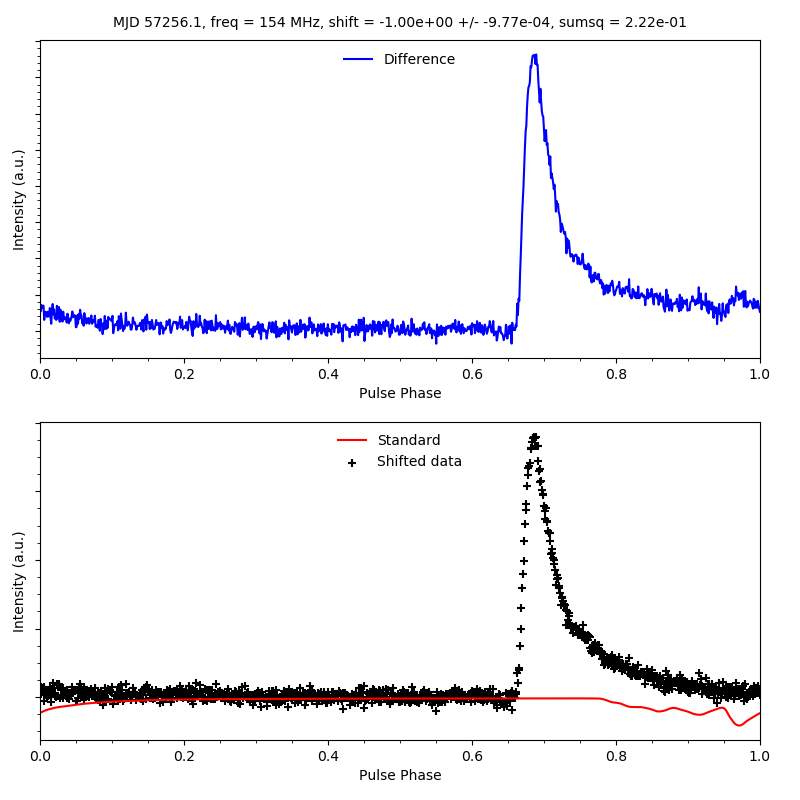 MJD 57256.1, freq = 154 MHz, shift = -1.00e+00 +/- -9.77e-04, sumsq = 2.22e-01
Difference
Intensity (a.u.)
0.0 0.2 0.4 0.6 0.8 1.0
Pulse Phase
Standard
Shifted data
Intensity (a.u.)
0.0 0.2 0.4 0.6 0.8 1.0
Pulse Phase